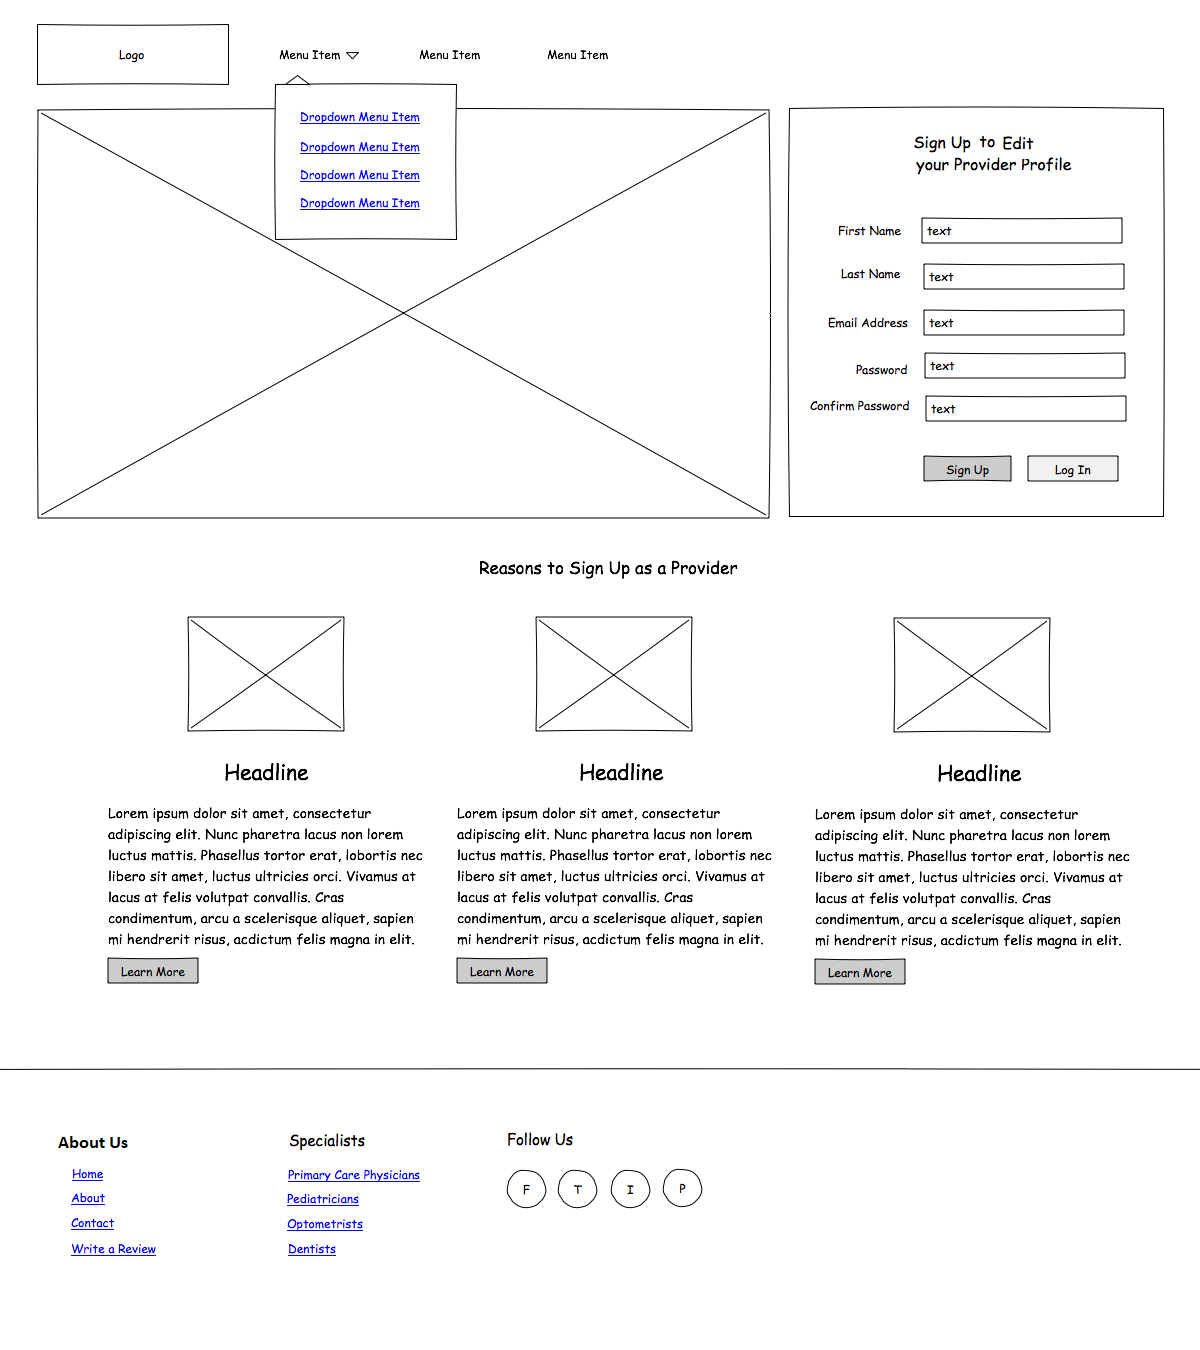 Logo
Menu Item
Menu Item
Menu Item
Dropdown Menu Item
Dropdown Menu Item
Dropdown Menu Item
Dropdown Menu Item
Sign Up to Edit
your Provider Profile
First Name
text
Last Name
text
Email Address
text
Password
text
Confirm Password
text
Sign Up
Log In
Reasons to Sign Up as a Provider
Headline
Lorem ipsum dolor sit amet, consectetur
adipiscing elit. Nunc pharetra lacus non lorem
luctus mattis. Phasellus tortor erat, lobortis nec
libero sit amet, luctus ultricies orci. Vivamus at
lacus at felis volutpat convallis. Cras
condimentum, arcu a scelerisque aliquet, sapien
mi hendrerit risus, acdictum felis magna in elit.
Learn More
Headline
Lorem ipsum dolor sit amet, consectetur
adipiscing elit. Nunc pharetra lacus non lorem
luctus mattis. Phasellus tortor erat, lobortis nec
libero sit amet, luctus ultricies orci. Vivamus at
lacus at felis volutpat convallis. Cras
condimentum, arcu a scelerisque aliquet, sapien
mi hendrerit risus, acdictum felis magna in elit.
Learn More
Headline
Lorem ipsum dolor sit amet, consectetur
adipiscing elit. Nunc pharetra lacus non lorem
luctus mattis. Phasellus tortor erat, lobortis nec
libero sit amet, luctus ultricies orci. Vivamus at
lacus at felis volutpat convallis. Cras
condimentum, arcu a scelerisque aliquet, sapien
mi hendrerit risus, acdictum felis magna in elit.
Learn More
About Us
Home
About
Contact
Write a Review
Specialists
Primary Care Physicians
Pediatricians
Optometrists
Dentists
Follow Us
F
T
I
P